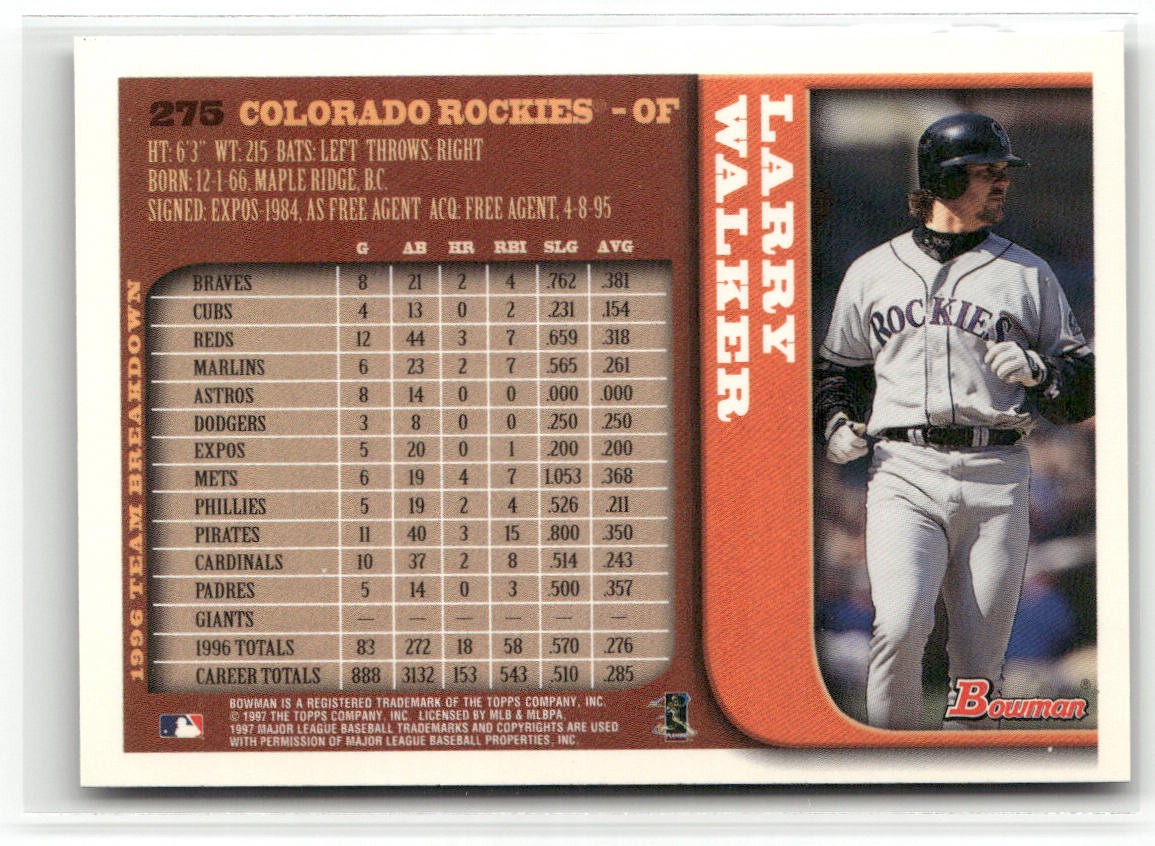 275 COLORADO ROCKIES - OF
HT: 6'3" WT: 215 BATS: LEFT THROWS: RIGHT
BORN: 12-1-66, MAPLE RIDGE, B.C.
SIGNED: EXPOS-1984, AS FREE AGENT ACQ: FREE AGENT, 4-8-95
G AB HR RBI SLG AVG
BRAVES 8 21 2 4 .762 .381
CUBS 4 13 0 2 .231 .154
REDS 12 44 3 7 .659 .318
MARLINS 6 23 2 7 .565 .261
ASTROS 8 14 0 0 .000 .000
DODGERS 3 8 0 0 .250 .250
EXPOS 5 20 0 1 .200 .200
METS 6 19 4 7 1.053 .368
PHILLIES 5 19 2 4 .526 .211
PIRATES 11 40 3 15 .800 .350
CARDINALS 10 37 2 8 .514 .243
PADRES 5 14 0 3 .500 .357
GIANTS — — — — — —
1996 TOTALS 83 272 18 58 .570 .276
CAREER TOTALS 888 3132 153 543 .510 .285
1996 TEAM BREAKDOWN
BOWMAN IS A REGISTERED TRADEMARK OF THE TOPPS COMPANY, INC.
© 1997 THE TOPPS COMPANY, INC. LICENSED BY MLB & MLBPA
1997 MAJOR LEAGUE BASEBALL TRADEMARKS AND COPYRIGHTS ARE USED
WITH PERMISSION OF MAJOR LEAGUE BASEBALL PROPERTIES, INC.
LARRY
WALKER
ROCKIES
Bowman®